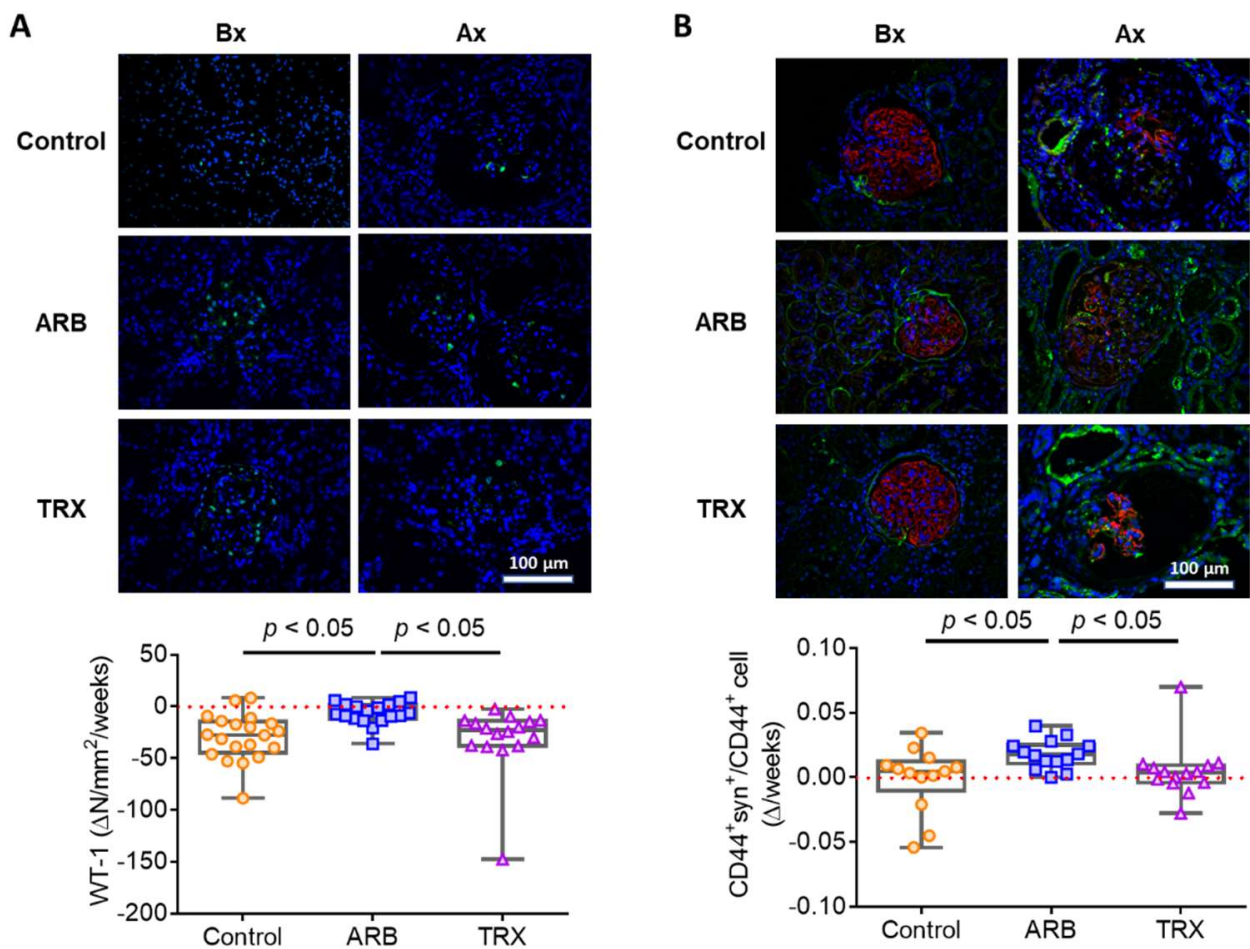 A
Bx
Ax
Control
ARB
TRX
100 µm
B
Bx
Ax
Control
ARB
TRX
100 µm
p < 0.05
p < 0.05
WT-1 (ΔN/mm²/weeks)
50
0
-50
-100
-150
-200
Control
ARB
TRX
p < 0.05
p < 0.05
CD44⁺syn⁺/CD44⁺ cell
(Δ/weeks)
0.10
0.05
0.00
-0.05
-0.10
Control
ARB
TRX